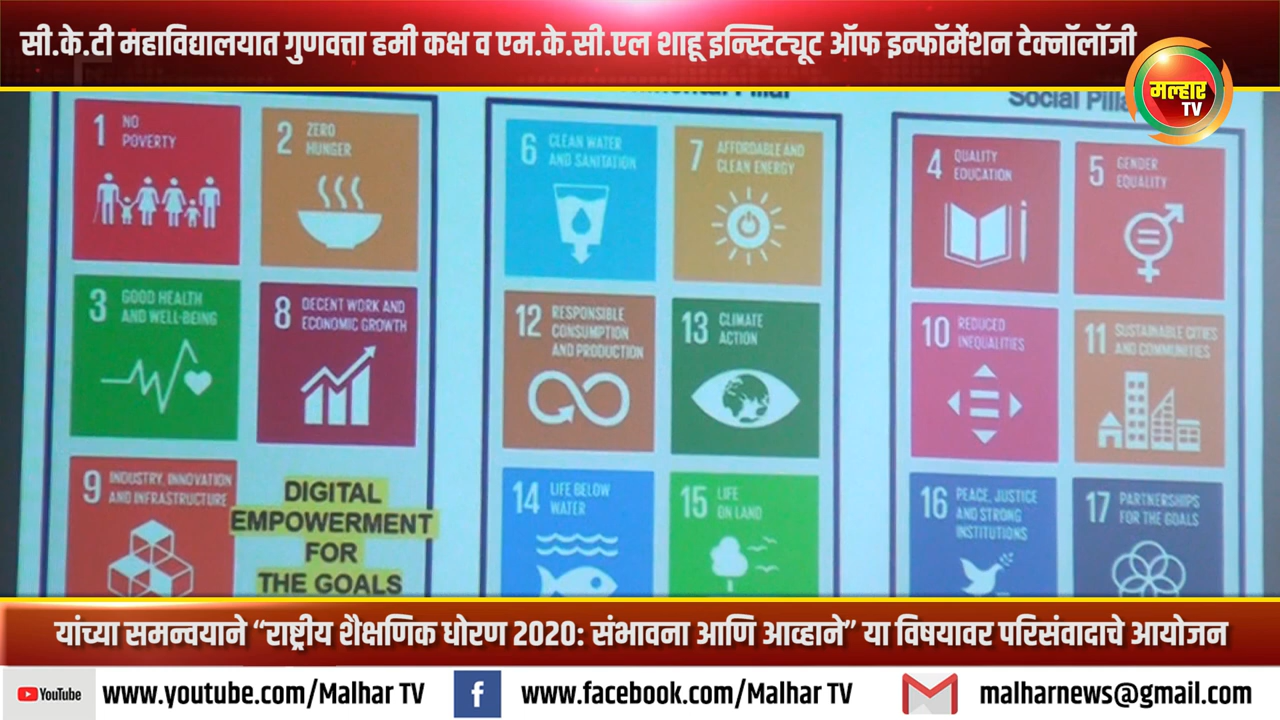 सी.के.टी महाविद्यालयात गुणवत्ता हमी कक्ष व एम.के.सी.एल शाहू इन्स्टिट्यूट ऑफ इन्फॉर्मेशन टेक्नॉलॉजी
मल्हार
TV
Social
1 NO
POVERTY
2 ZERO
HUNGER
3 GOOD HEALTH
AND WELL-BEING
8 DECENT WORK AND
ECONOMIC GROWTH
9 INDUSTRY, INNOVATION
AND INFRASTRUCTURE
DIGITAL
EMPOWERMENT
FOR
THE GOALS
6 CLEAN WATER
AND SANITATION
7 AFFORDABLE AND
CLEAN ENERGY
12 RESPONSIBLE
CONSUMPTION
AND PRODUCTION
13 CLIMATE
ACTION
14 LIFE BELOW
WATER
15 LIFE
ON LAND
4 QUALITY
EDUCATION
5 GENDER
EQUALITY
10 REDUCED
INEQUALITIES
11 SUSTAINABLE CITIES
AND COMMUNITIES
16 PEACE, JUSTICE
AND STRONG
INSTITUTIONS
17 PARTNERSHIPS
FOR THE GOALS
यांच्या समन्वयाने “राष्ट्रीय शैक्षणिक धोरण 2020: संभावना आणि आव्हाने” या विषयावर परिसंवादाचे आयोजन
YouTube www.youtube.com/Malhar TV
f www.facebook.com/Malhar TV
malharnews@gmail.com